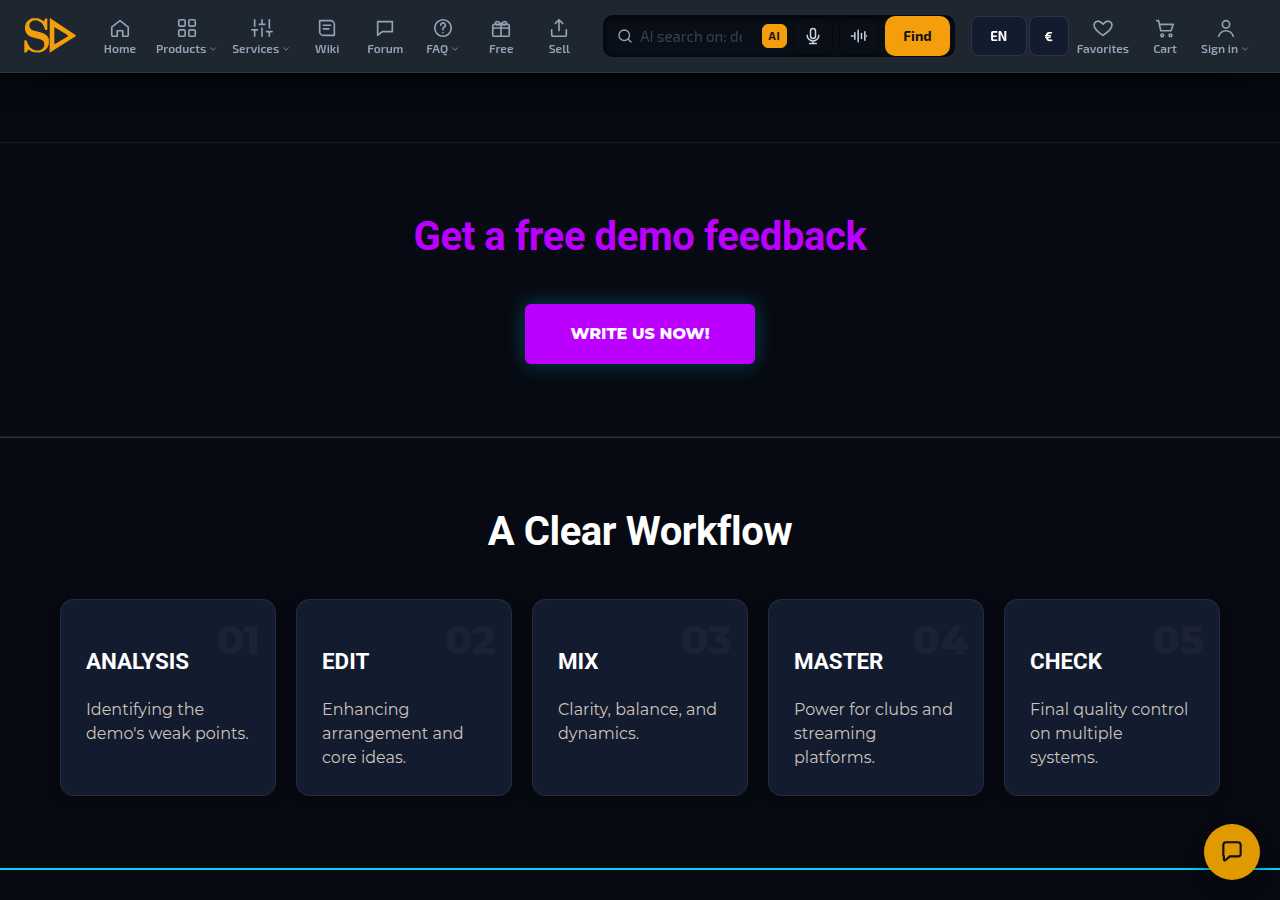 Home
Products
Services
Wiki
Forum
FAQ
Free
Sell
AI search on:
AI
Find
EN
€
Favorites
Cart
Sign in
Get a free demo feedback
WRITE US NOW!
A Clear Workflow
01
ANALYSIS
Identifying the
demo's weak points.
02
EDIT
Enhancing
arrangement and
core ideas.
03
MIX
Clarity, balance, and
dynamics.
04
MASTER
Power for clubs and
streaming
platforms.
05
CHECK
Final quality control
on multiple
systems.